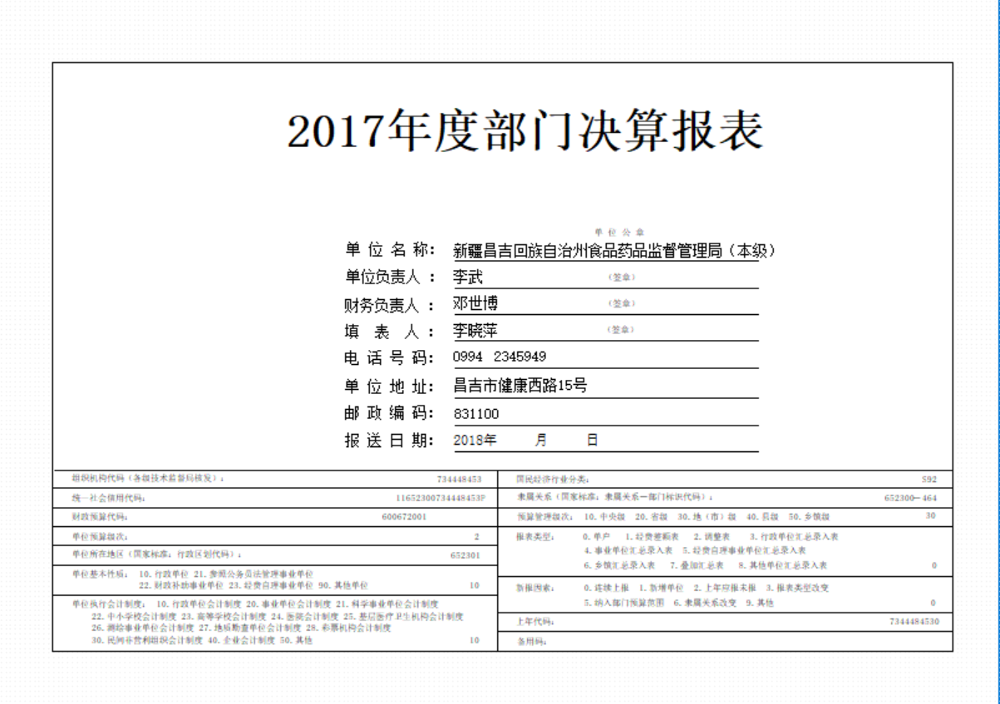 2017年度部门决算报表
单 位 公 章
单 位 名 称： 新疆昌吉回族自治州食品药品监督管理局（本级）
单位负责人 ： 李武 （签章）
财务负责人 ： 邓世博 （签章）
填 表 人 ： 李晓萍 （签章）
电 话 号 码： 0994 2345949
单 位 地 址： 昌吉市健康西路15号
邮 政 编 码： 831100
报 送 日 期： 2018年 月 日
组织机构代码（各级技术监督局核发）： 734448453
统一社会信用代码： 11652300734448453P
财政预算代码： 600672001
单位预算级次： 2
单位所在地区（国家标准：行政区划代码）： 652301
单位基本性质： 10.行政单位 21.参照公务员法管理事业单位
22.财政补助事业单位 23.经费自理事业单位 90.其他单位 10
单位执行会计制度： 10.行政单位会计制度 20.事业单位会计制度 21.科学事业单位会计制度
22.中小学校会计制度 23.高等学校会计制度 24.医院会计制度 25.基层医疗卫生机构会计制度
26.测绘事业单位会计制度 27.地质勘查单位会计制度 28.彩票机构会计制度
30.民间非营利组织会计制度 40.企业会计制度 50.其他 10
国民经济行业分类： S92
隶属关系（国家标准：隶属关系—部门标识代码）： 652300—464
预算管理级次： 10.中央级 20.省级 30.地（市）级 40.县级 50.乡镇级 30
报表类型： 0.单户 1.经费差额表 2.调整表 3.行政单位汇总录入表
4.事业单位汇总录入表 5.经费自理事业单位汇总录入表
6.乡镇汇总录入表 7.叠加汇总表 8.其他单位汇总录入表 0
新报因素： 0.连续上报 1.新增单位 2.上年应报未报 3.报表类型改变
5.纳入部门预算范围 6.隶属关系改变 9.其他 0
上年代码： 7344484530
备用码：